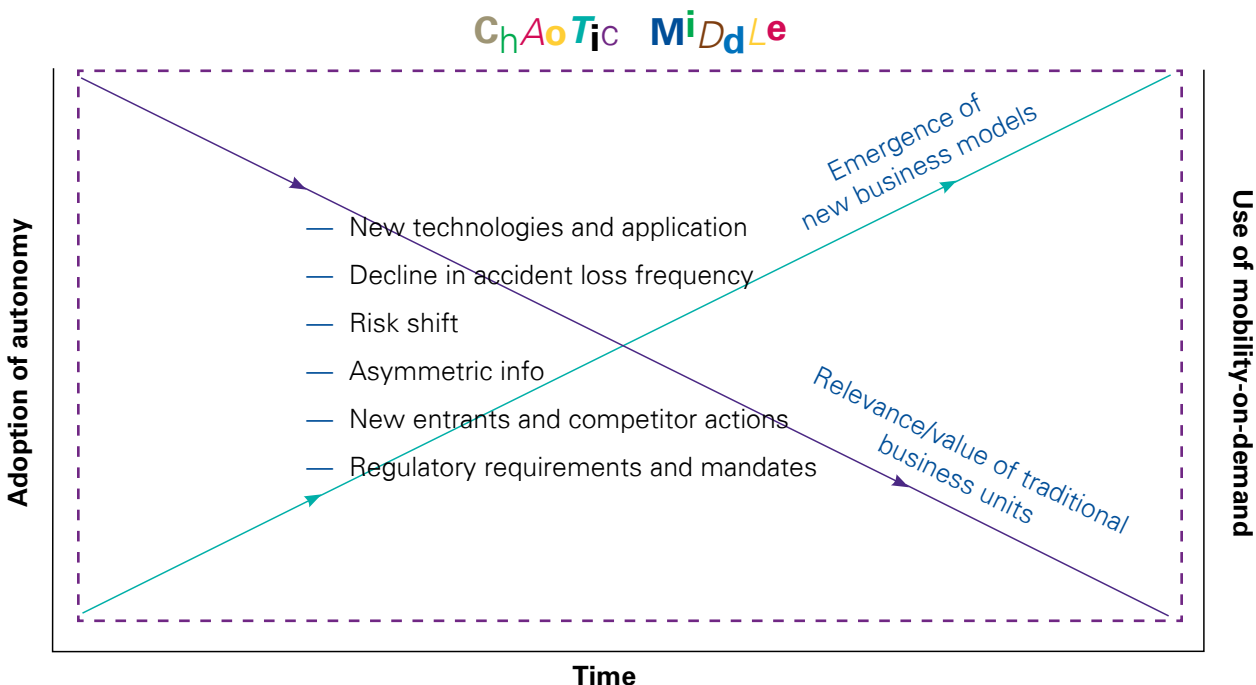 ChAoTic MiDdLe
Adoption of autonomy
— New technologies and application
— Decline in accident loss frequency
— Risk shift
— Asymmetric info
— New entrants and competitor actions
— Regulatory requirements and mandates
Emergence of
new business models
Relevance/value of traditional
business units
Use of mobility-on-demand
Time